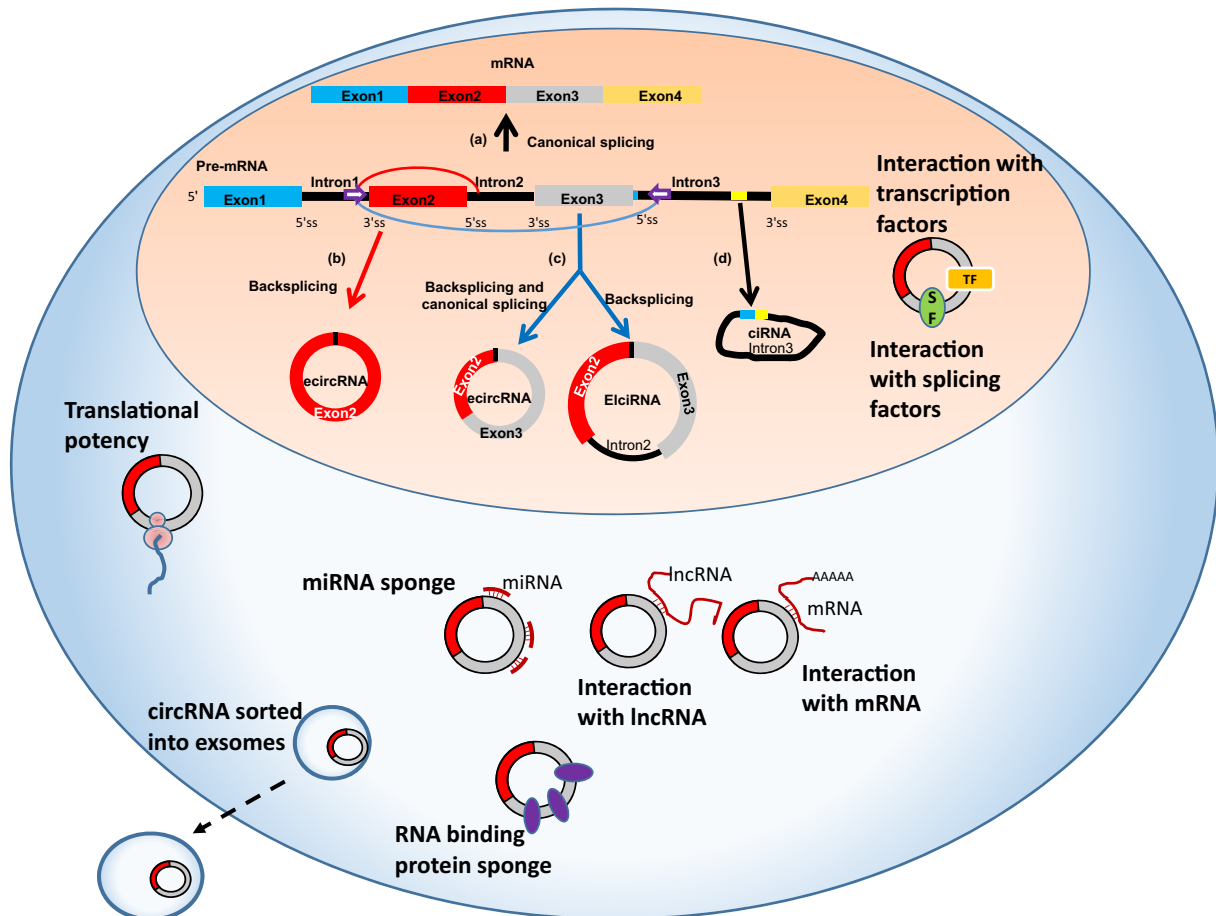 mRNA
Exon1 Exon2 Exon3 Exon4
(a) Canonical splicing
Pre-mRNA
Intron1 Intron2 Intron3
5' Exon1 Exon2 Exon3 Exon4
5'ss 3'ss 5'ss 3'ss 5'ss 3'ss
(b) (c) (d)
Backsplicing
Backsplicing and
canonical splicing
Backsplicing
ecircRNA
Exon2
Exon2
ecircRNA
Exon3
Exon2
EIciRNA
Exon3
Intron2
ciRNA
Intron3
Interaction with
transcription
factors
TF
SF
Interaction
with splicing
factors
Translational
potency
miRNA sponge
miRNA
lncRNA
Interaction
with lncRNA
AAAAA
mRNA
Interaction
with mRNA
circRNA sorted
into exsomes
RNA binding
protein sponge